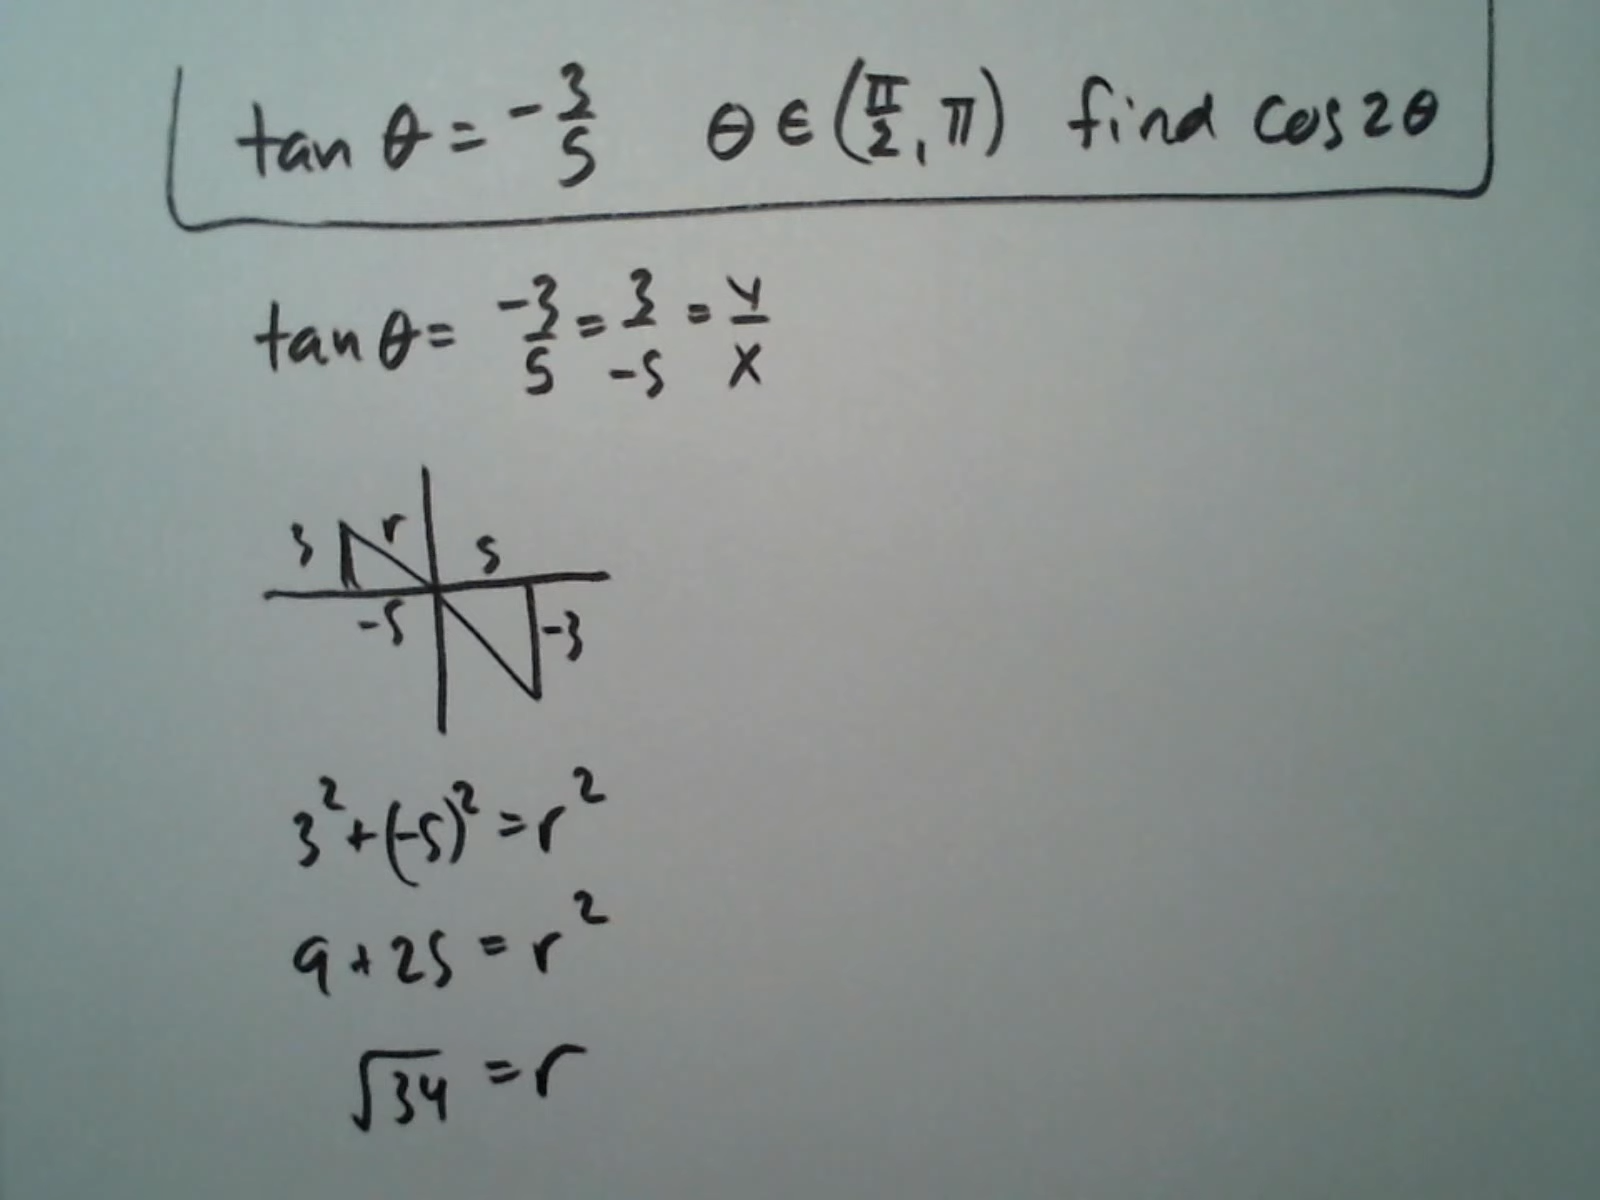 tan θ = -3/5 θ ∈ (π/2, π) find cos 2θ
tan θ = -3/5 = 3/-5 = y/x
3 r 5
-5 -3
3² + (-5)² = r²
9 + 25 = r²
√34 = r